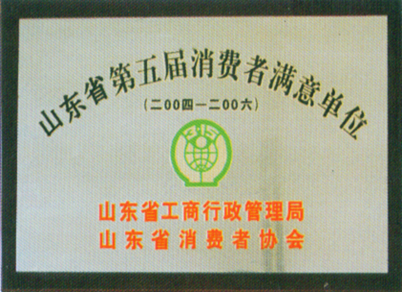 山东省第五届消费者满意单位
(二00四—二00六)
315
山东省工商行政管理局
山东省消费者协会